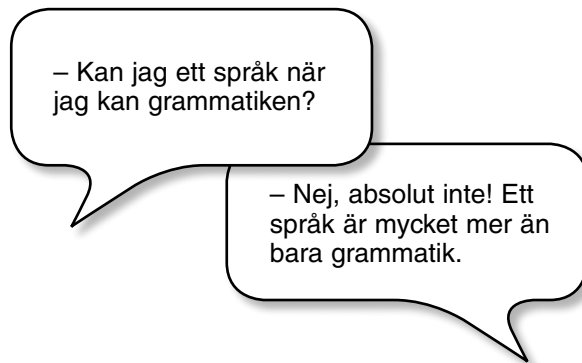 – Kan jag ett språk när
jag kan grammatiken?
– Nej, absolut inte! Ett
språk är mycket mer än
bara grammatik.